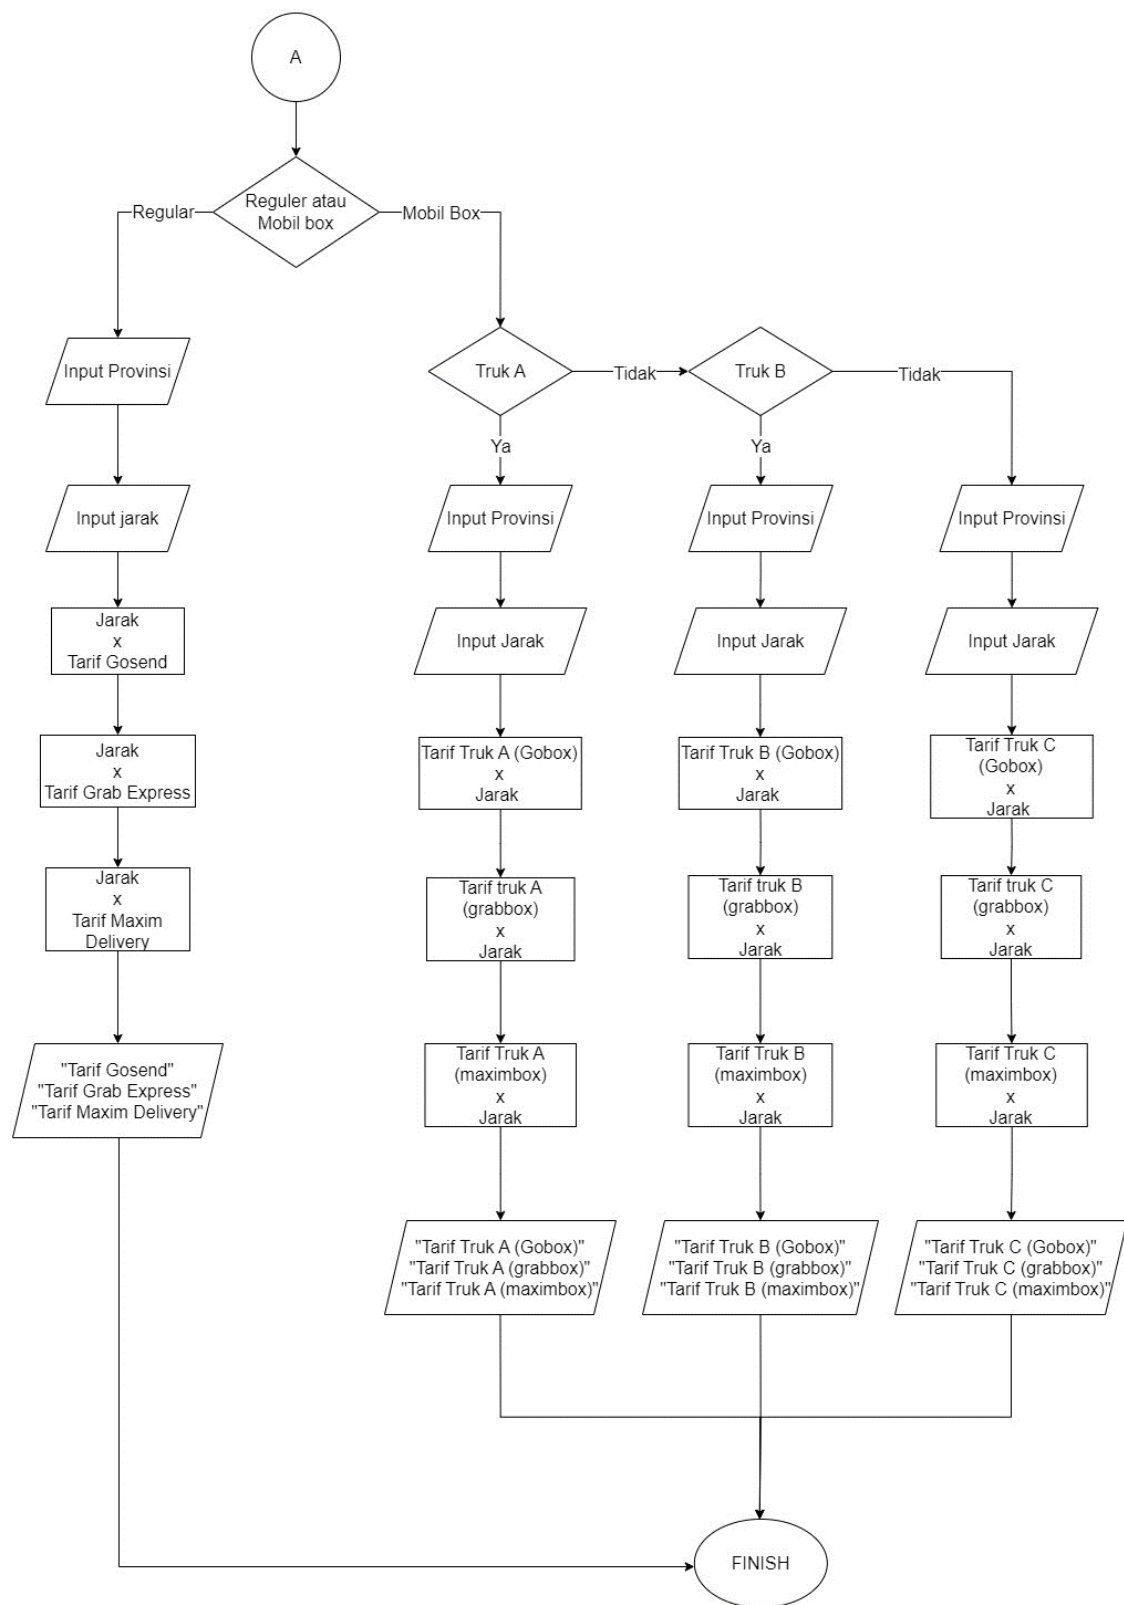 A
Reguler atau
Mobil box
Regular
Mobil Box
Input Provinsi
Truk A
Tidak
Truk B
Tidak
Ya
Ya
Input jarak
Input Provinsi
Input Provinsi
Input Provinsi
Jarak
x
Tarif Gosend
Input Jarak
Input Jarak
Input Jarak
Jarak
x
Tarif Grab Express
Tarif Truk A (Gobox)
x
Jarak
Tarif Truk B (Gobox)
x
Jarak
Tarif Truk C
(Gobox)
x
Jarak
Jarak
x
Tarif Maxim
Delivery
Tarif truk A
(grabbox)
x
Jarak
Tarif truk B
(grabbox)
x
Jarak
Tarif truk C
(grabbox)
x
Jarak
"Tarif Gosend"
"Tarif Grab Express"
"Tarif Maxim Delivery"
Tarif Truk A
(maximbox)
x
Jarak
Tarif Truk B
(maximbox)
x
Jarak
Tarif Truk C
(maximbox)
x
Jarak
"Tarif Truk A (Gobox)"
"Tarif Truk A (grabbox)"
"Tarif Truk A (maximbox)"
"Tarif Truk B (Gobox)"
"Tarif Truk B (grabbox)"
"Tarif Truk B (maximbox)"
"Tarif Truk C (Gobox)"
"Tarif Truk C (grabbox)"
"Tarif Truk C (maximbox)"
FINISH